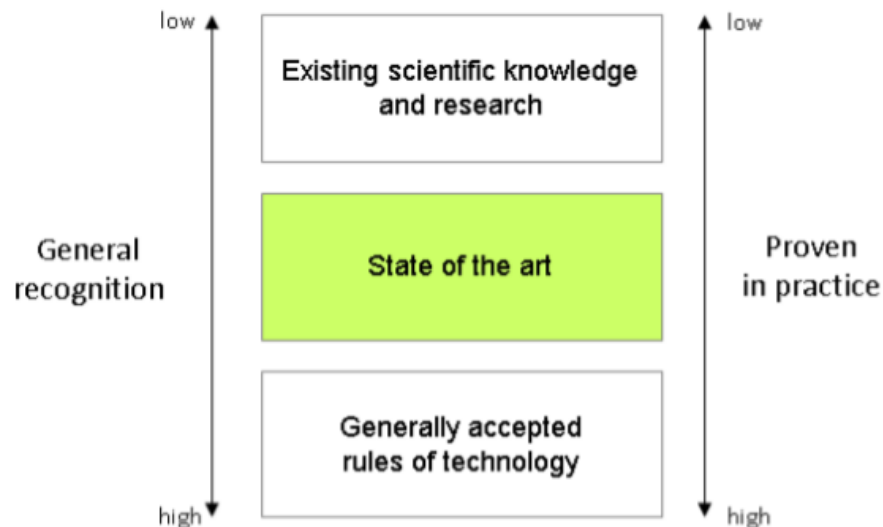 low
low
Existing scientific knowledge
and research
General
recognition
State of the art
Proven
in practice
Generally accepted
rules of technology
high
high